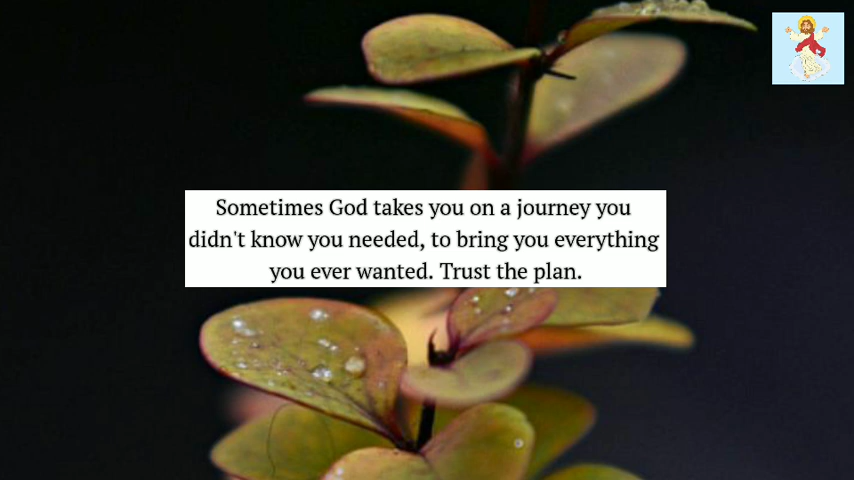 Sometimes God takes you on a journey you
didn't know you needed, to bring you everything
you ever wanted. Trust the plan.